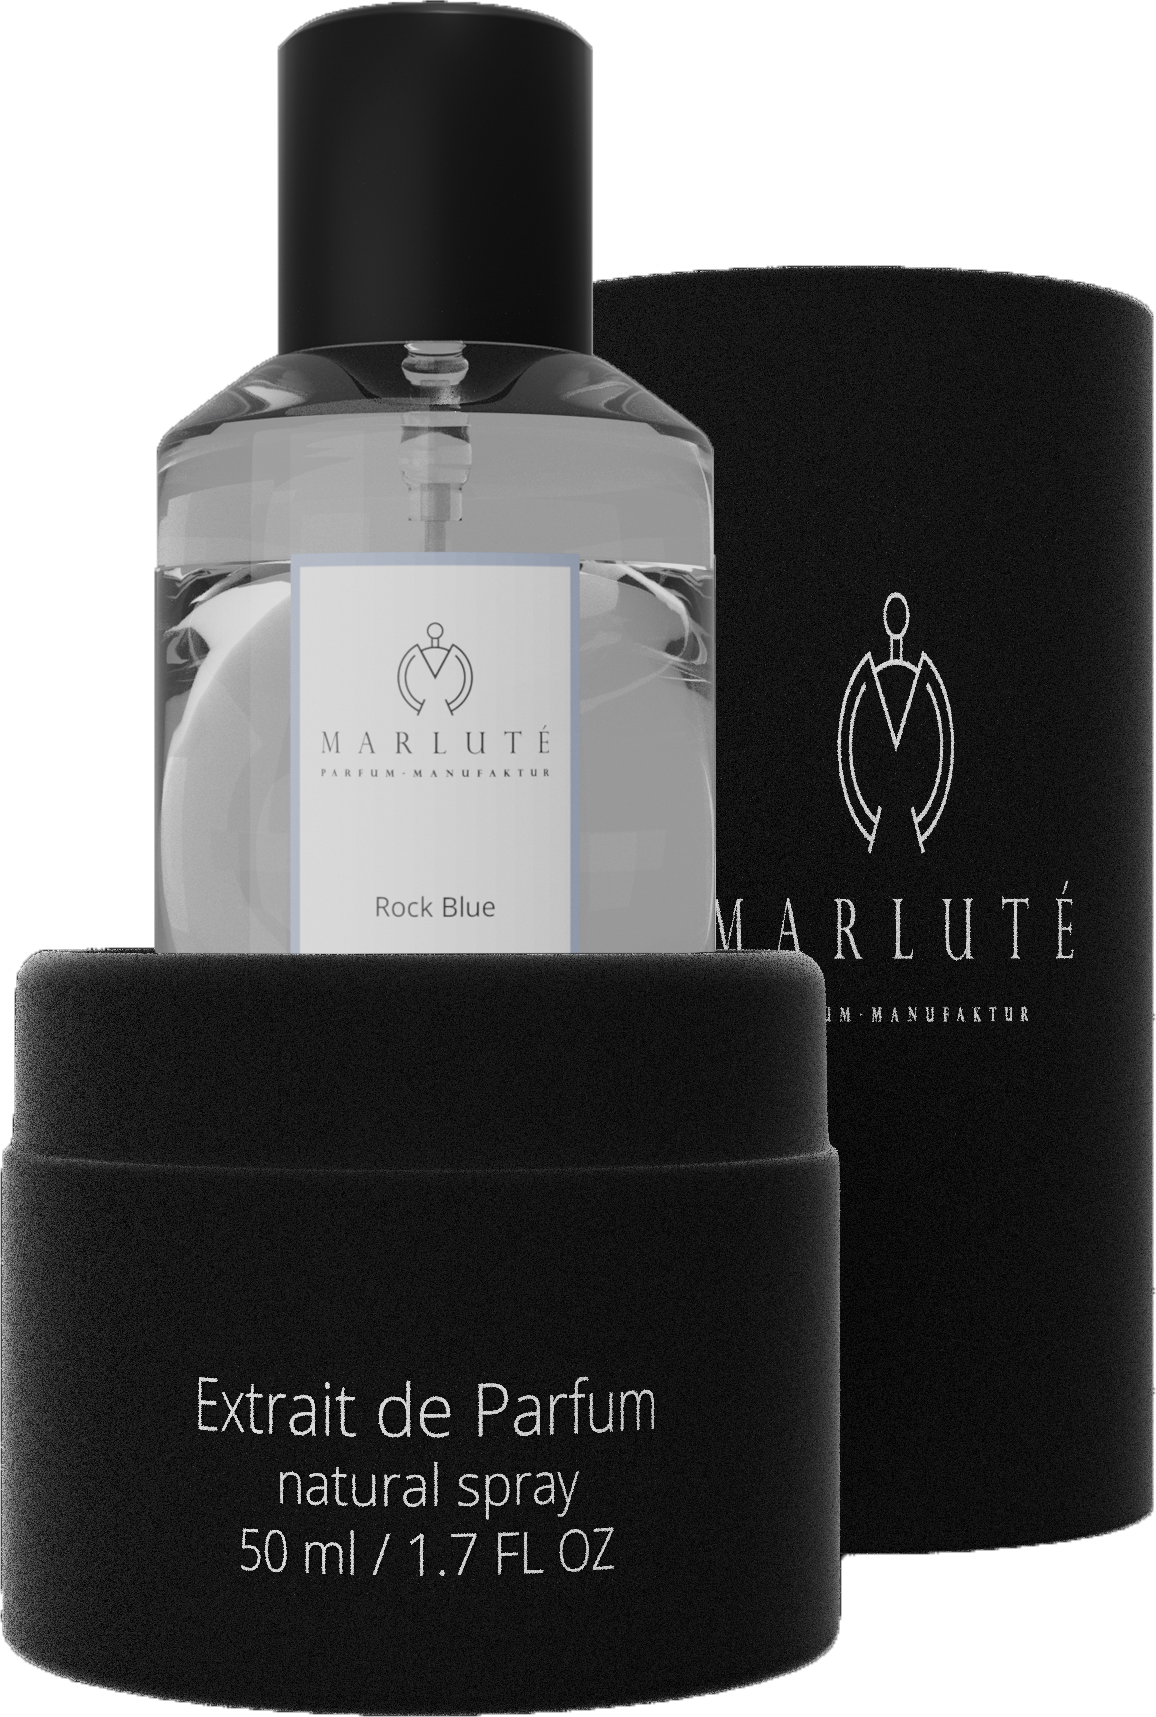 MARLUTÉ
PARFUM-MANUFAKTUR
Rock Blue
MARLUTÉ
UM-MANUFAKTUR
Extrait de Parfum
natural spray
50 ml / 1.7 FL OZ